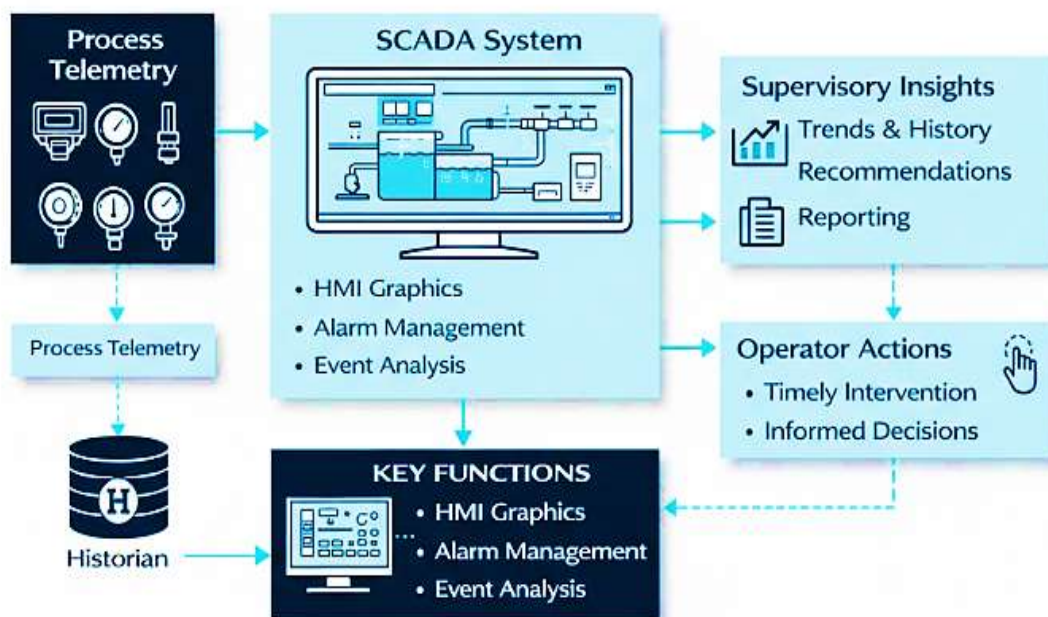 Process
Telemetry
SCADA System
• HMI Graphics
• Alarm Management
• Event Analysis
Supervisory Insights
Trends & History
Recommendations
Reporting
Process Telemetry
Operator Actions
• Timely Intervention
• Informed Decisions
H
Historian
KEY FUNCTIONS
• HMI Graphics
• Alarm Management
• Event Analysis